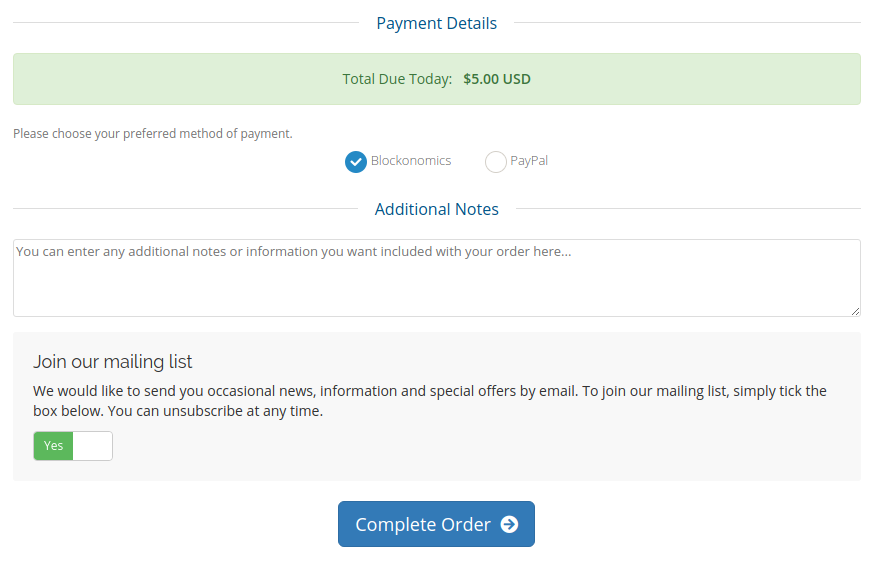 Payment Details
Total Due Today: $5.00 USD
Please choose your preferred method of payment.
Blockonomics PayPal
Additional Notes
You can enter any additional notes or information you want included with your order here...
Join our mailing list
We would like to send you occasional news, information and special offers by email. To join our mailing list, simply tick the
box below. You can unsubscribe at any time.
Yes
Complete Order